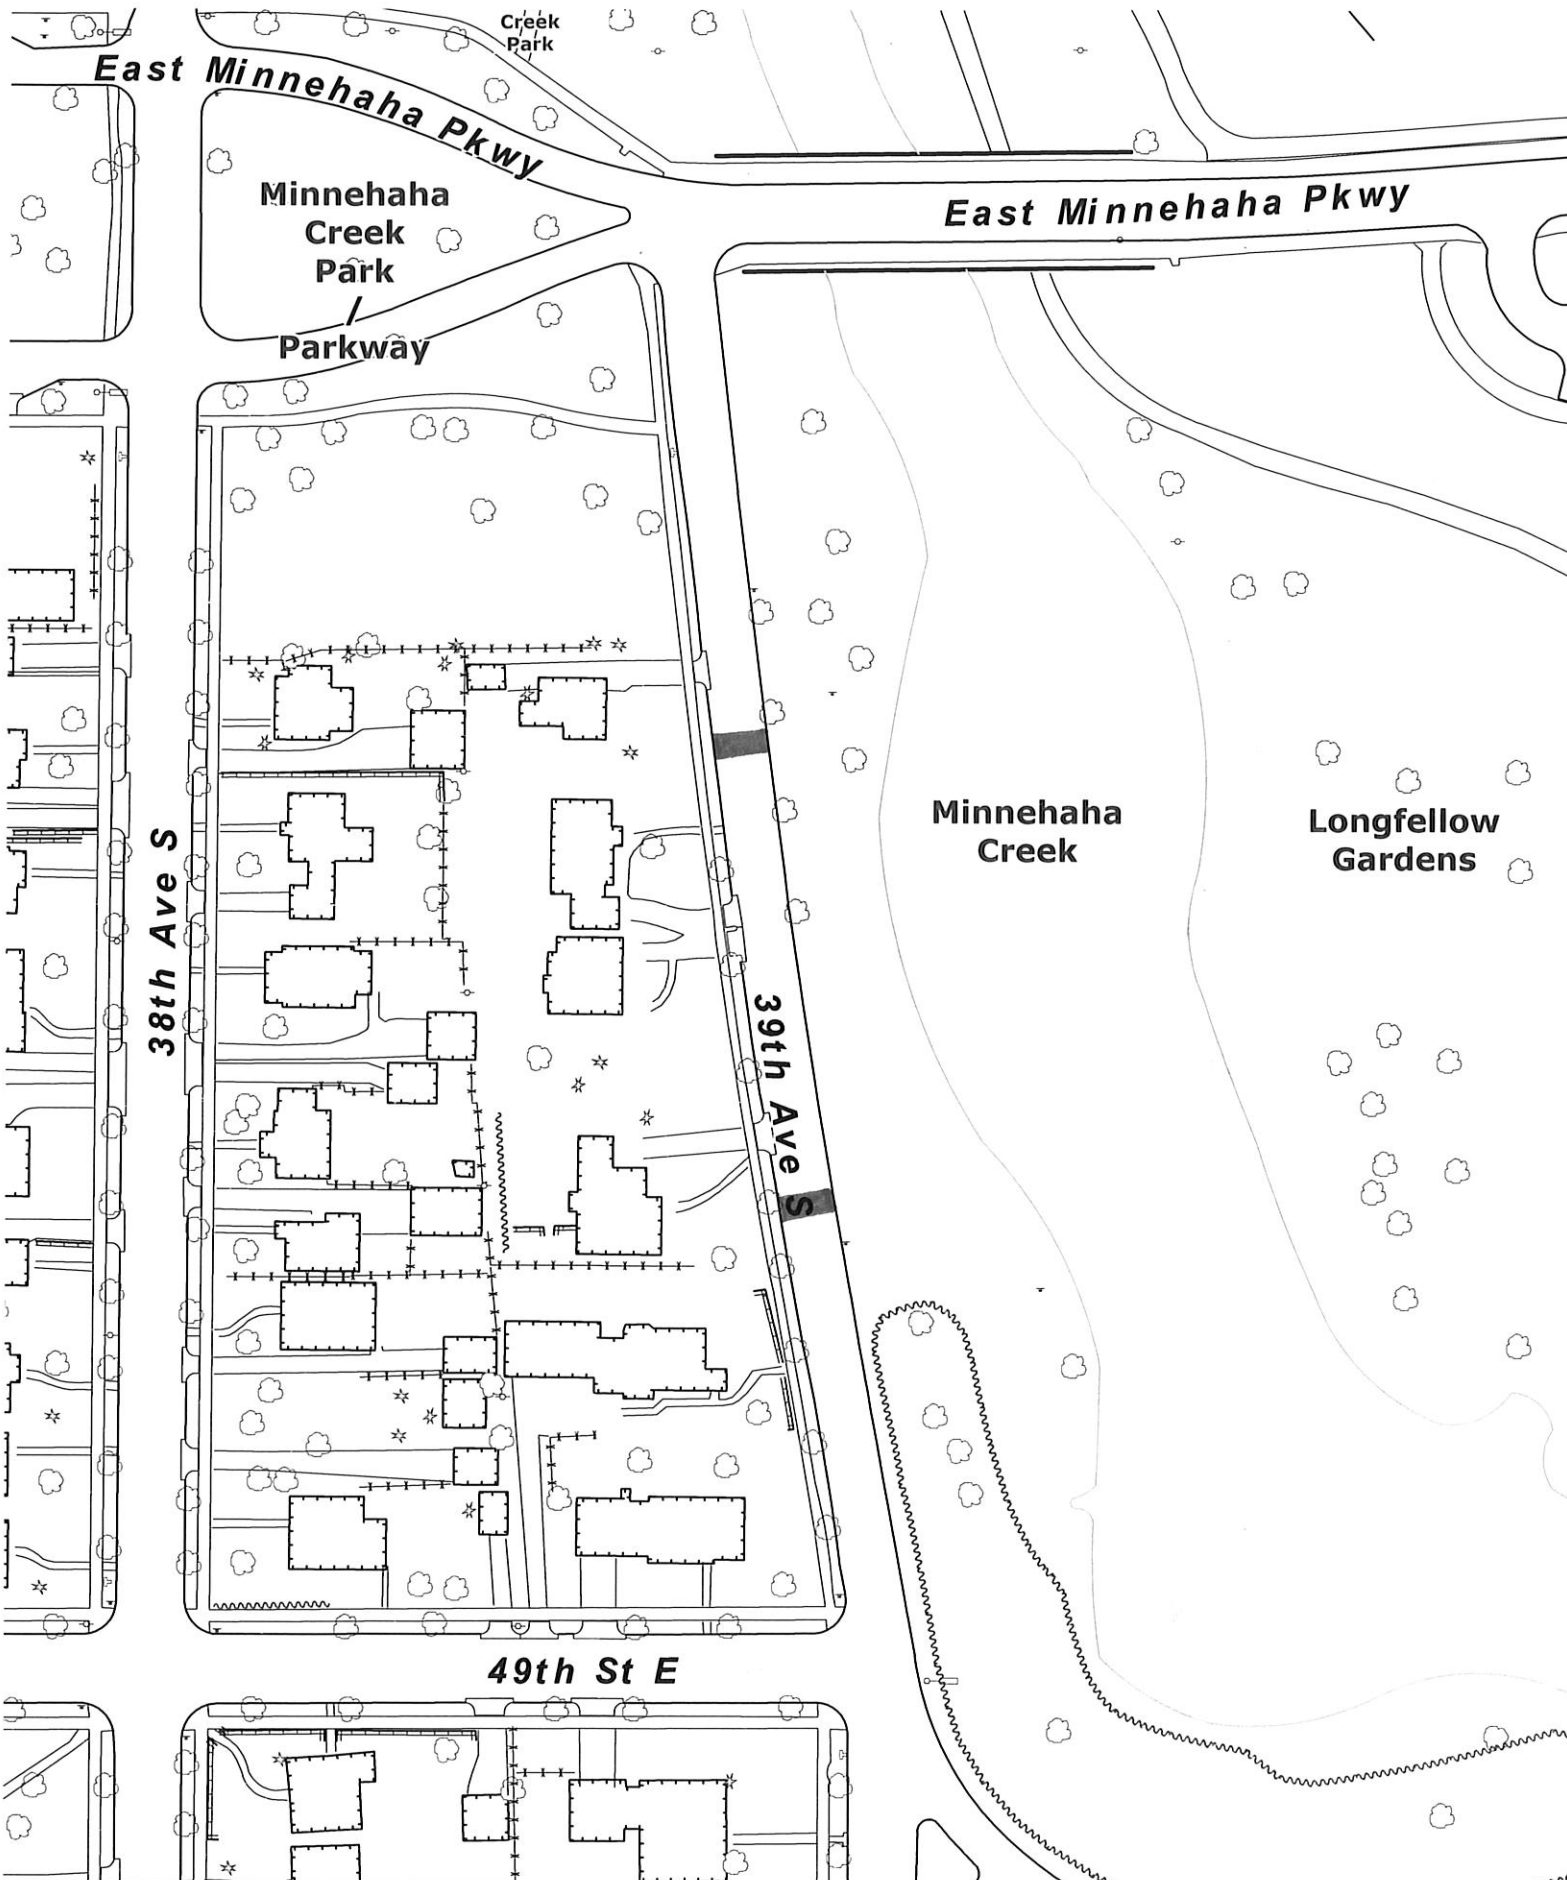 Creek
Park
East Minnehaha Pkwy
Minnehaha
Creek
Park
/
Parkway
East Minnehaha Pkwy
38th Ave S
Minnehaha
Creek
Longfellow
Gardens
39th Ave S
49th St E